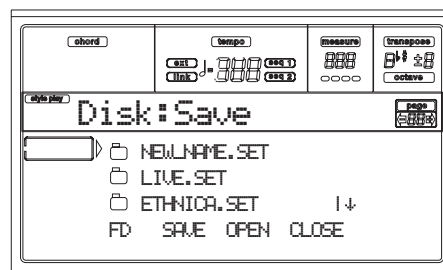 chord
tempo
measure
transpose
ext
seq 1
link
seq 2
octave
style play
Disk:Save
page
NEW_NAME.SET
LIVE.SET
ETHNICA.SET
FD SAVE OPEN CLOSE